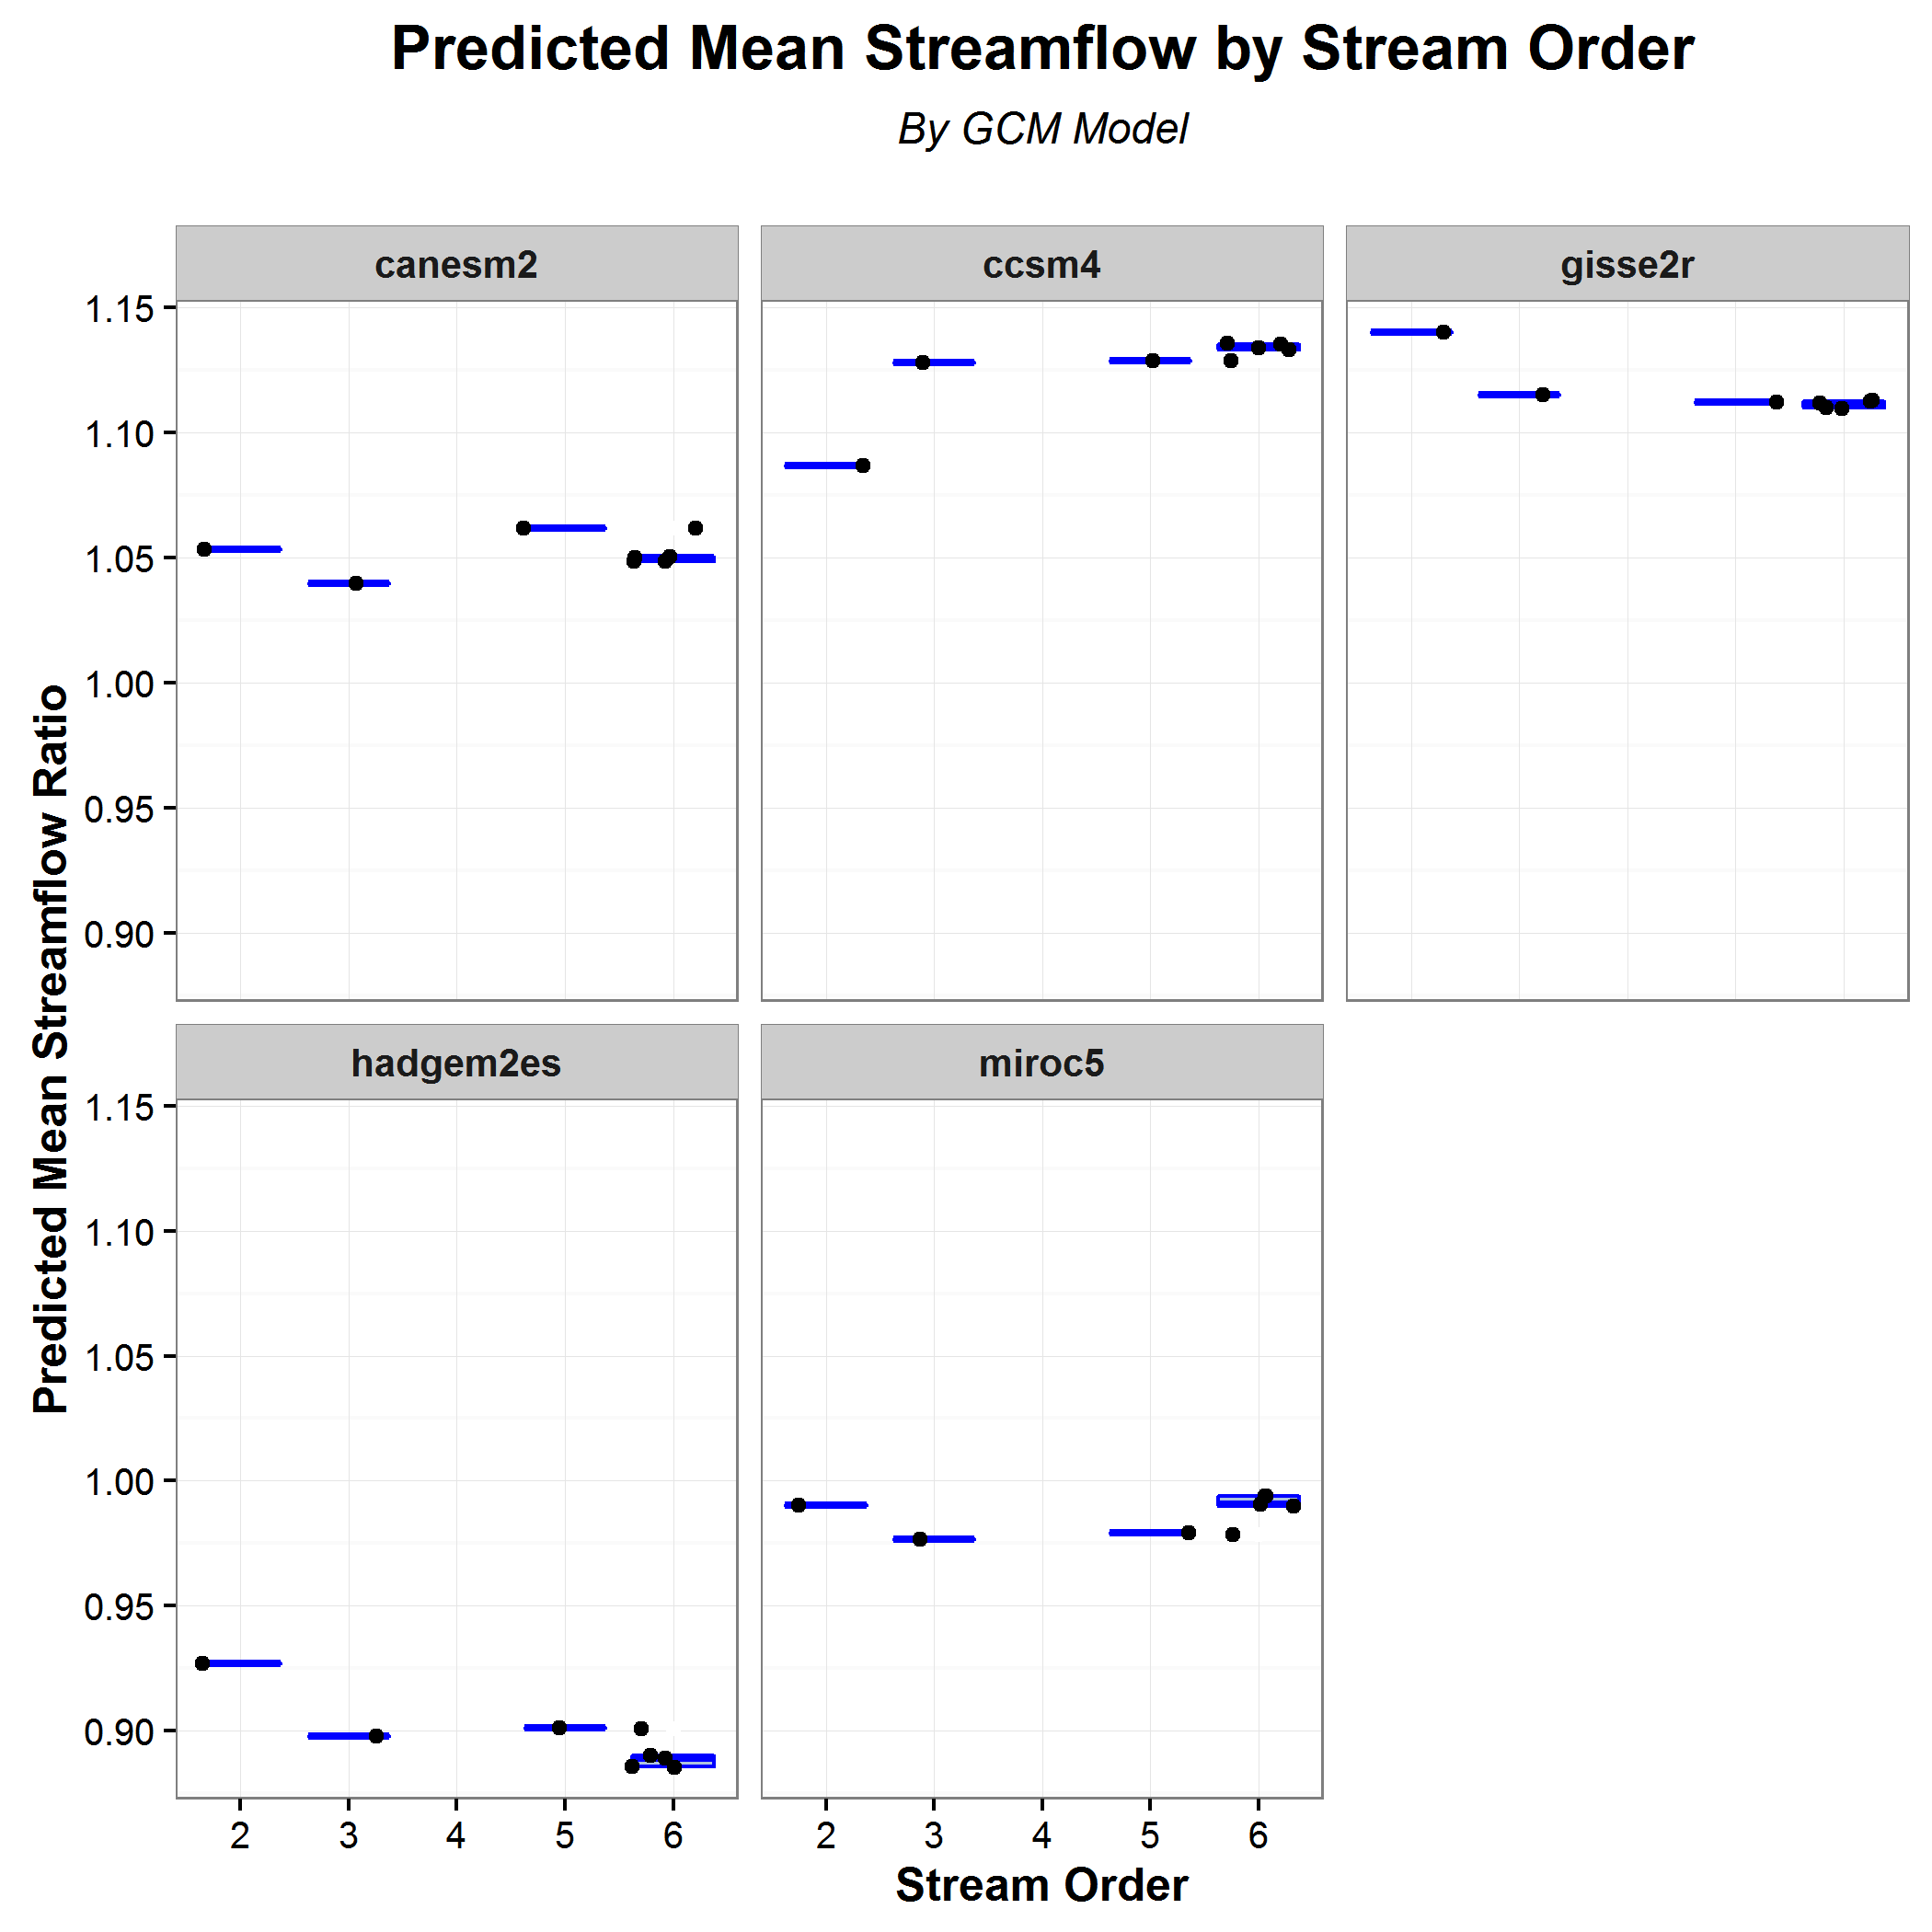 Predicted Mean Streamflow by Stream Order
By GCM Model
canesm2
ccsm4
gisse2r
1.15
1.10
1.05
1.00
0.95
0.90
Predicted Mean Streamflow Ratio
hadgem2es
miroc5
1.15
1.10
1.05
1.00
0.95
0.90
2 3 4 5 6
2 3 4 5 6
Stream Order